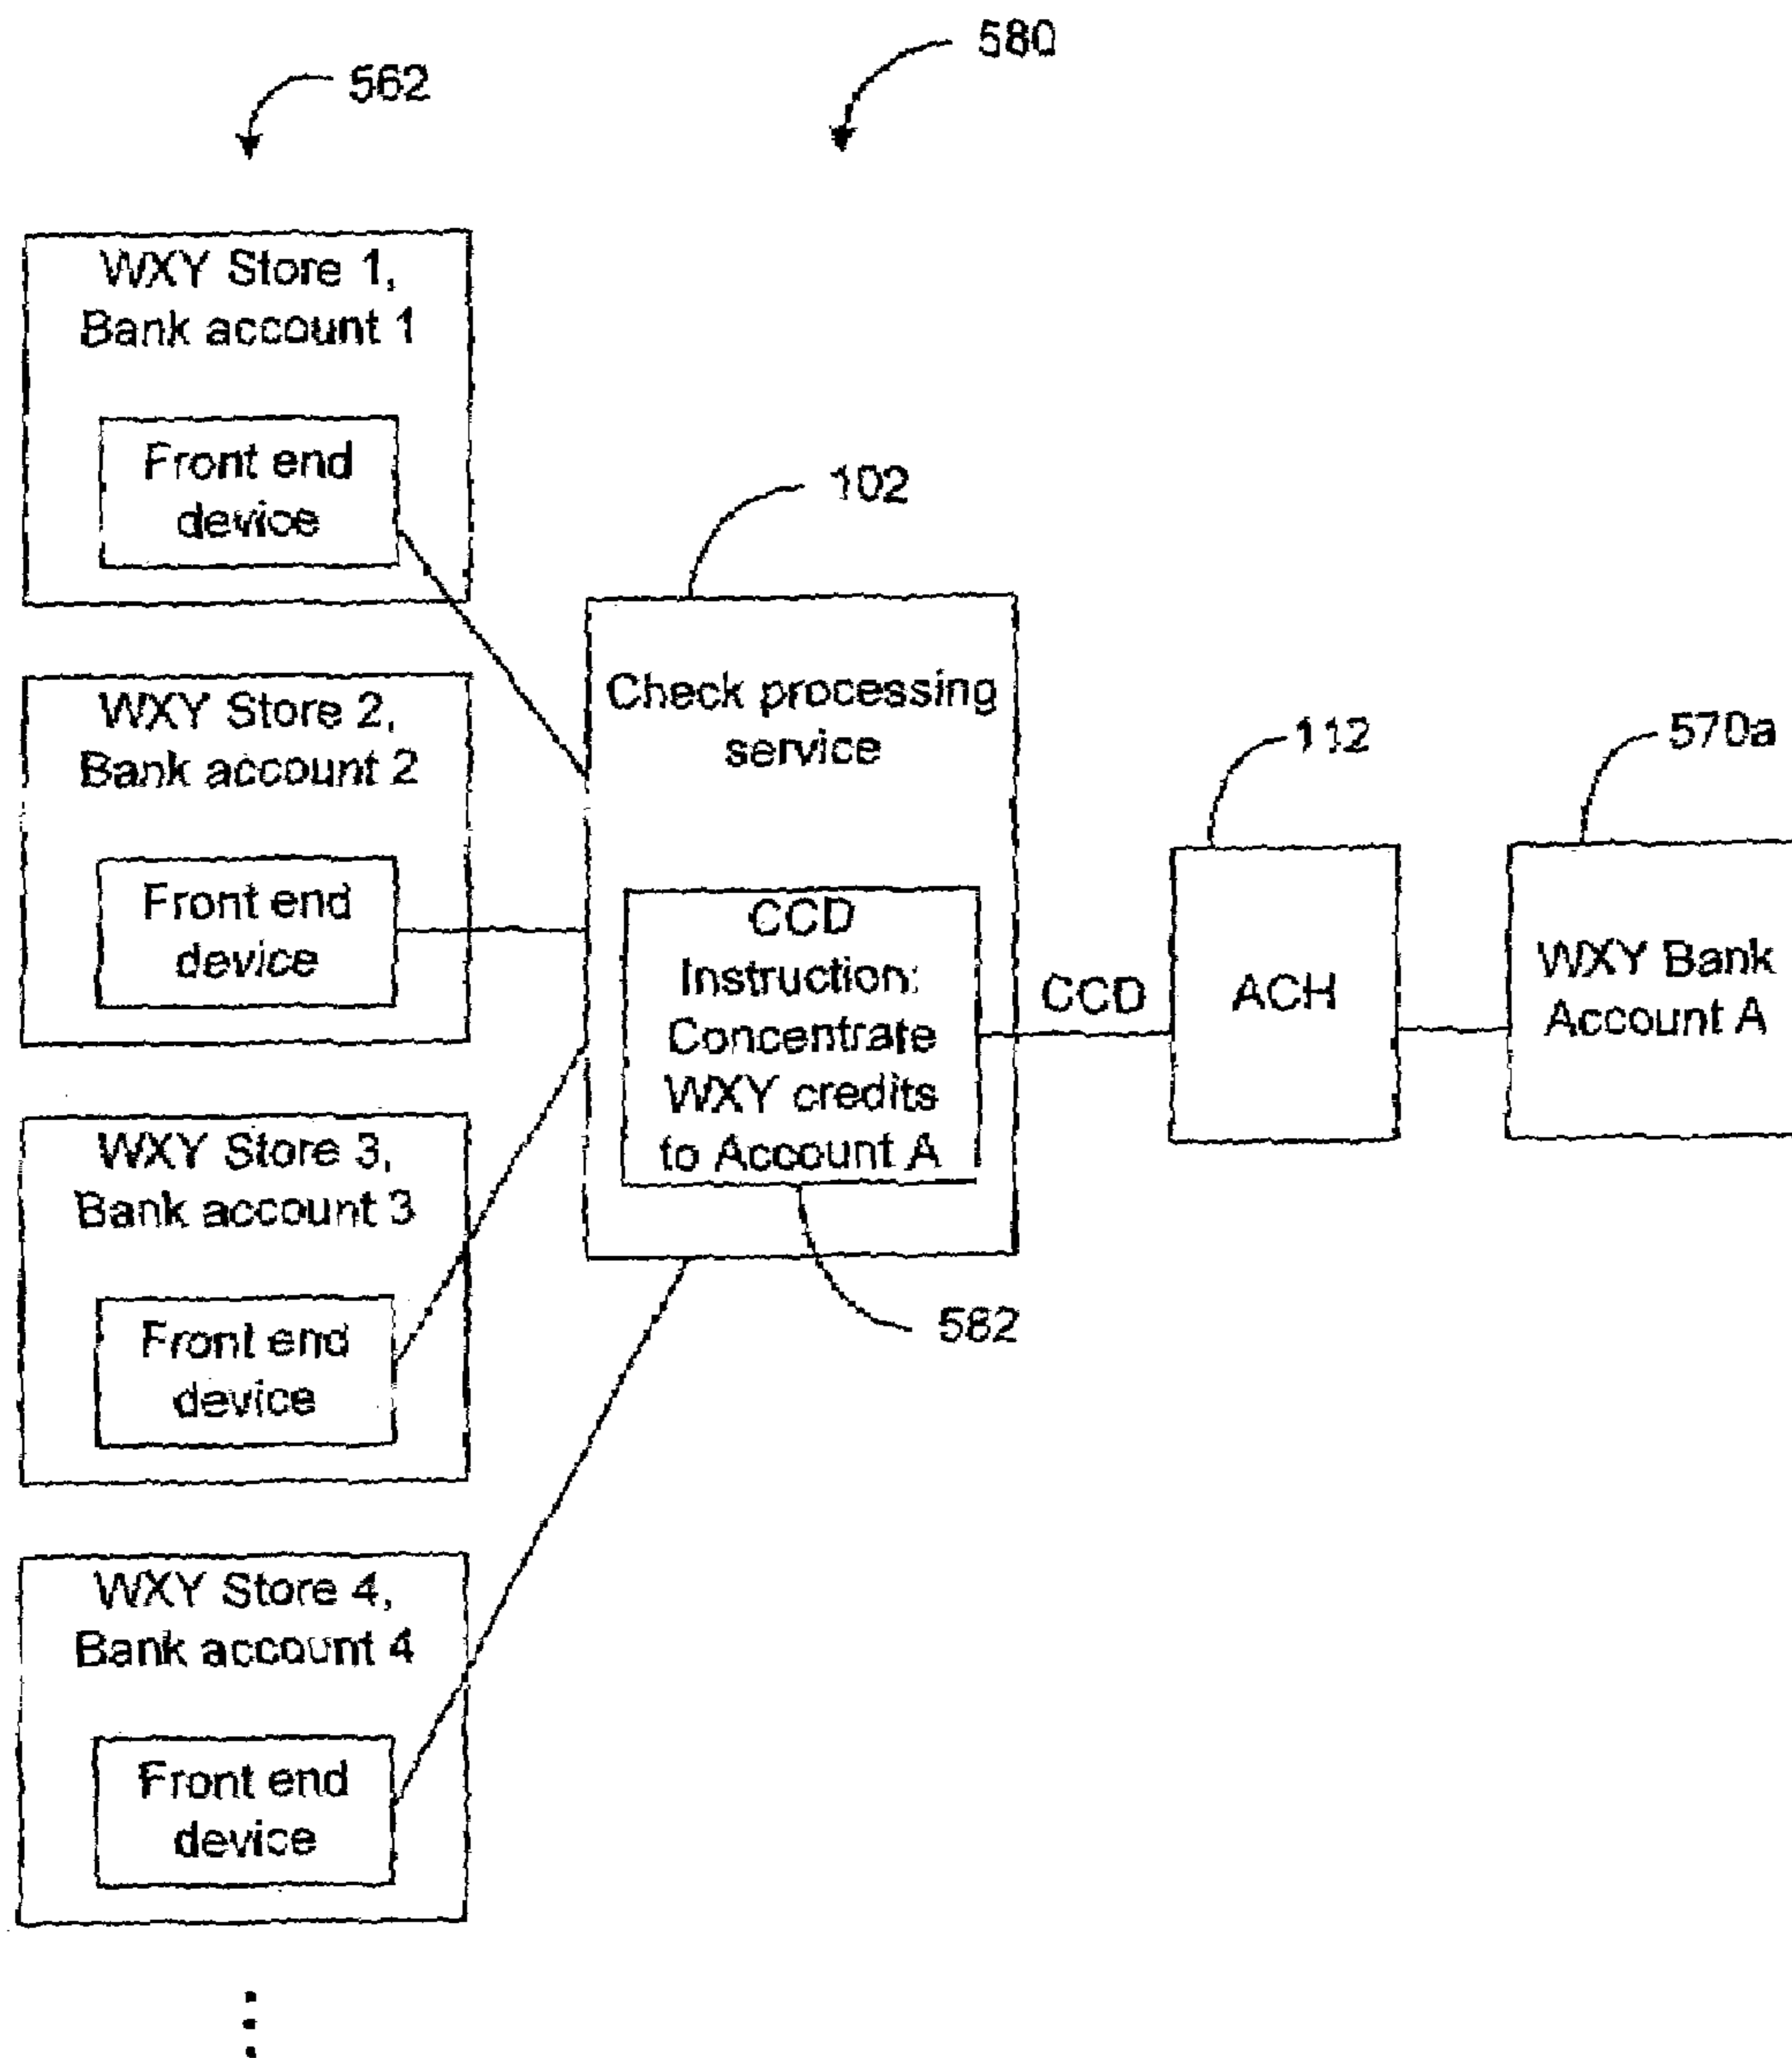 562
580
WXY Store 1,
Bank account 1
Front end
device
102
WXY Store 2,
Bank account 2
Front end
device
Check processing
service
CCD
Instruction:
Concentrate
WXY credits
to Account A
582
CCD
112
ACH
570a
WXY Bank
Account A
WXY Store 3,
Bank account 3
Front end
device
WXY Store 4,
Bank account 4
Front end
device